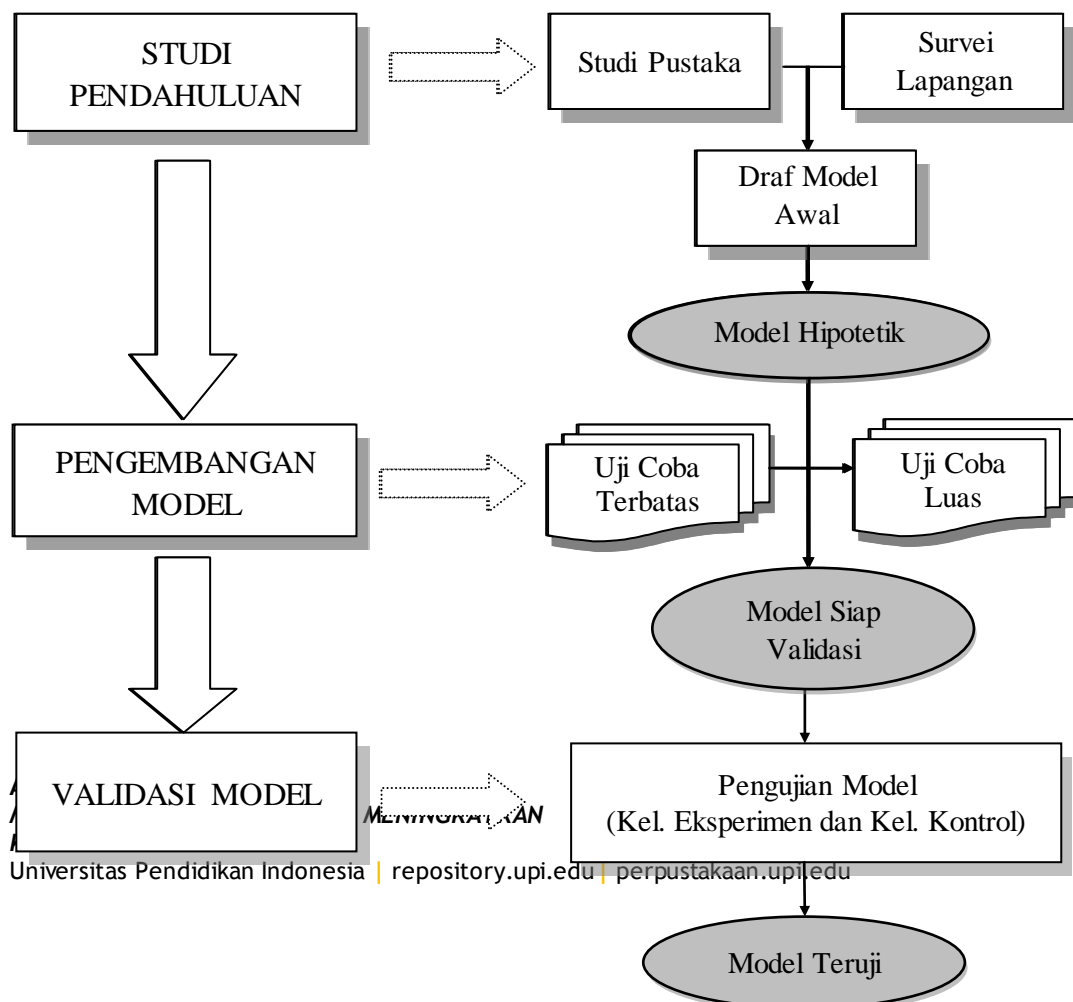 STUDI
PENDAHULUAN
Studi Pustaka
Survei
Lapangan
Draf Model
Awal
Model Hipotetik
PENGEMBANGAN
MODEL
Uji Coba
Terbatas
Uji Coba
Luas
Model Siap
Validasi
VALIDASI MODEL
Pengujian Model
(Kel. Eksperimen dan Kel. Kontrol)
MENINGKATKAN
Universitas Pendidikan Indonesia | repository.upi.edu | perpustakaan.upi.edu
Model Teruji